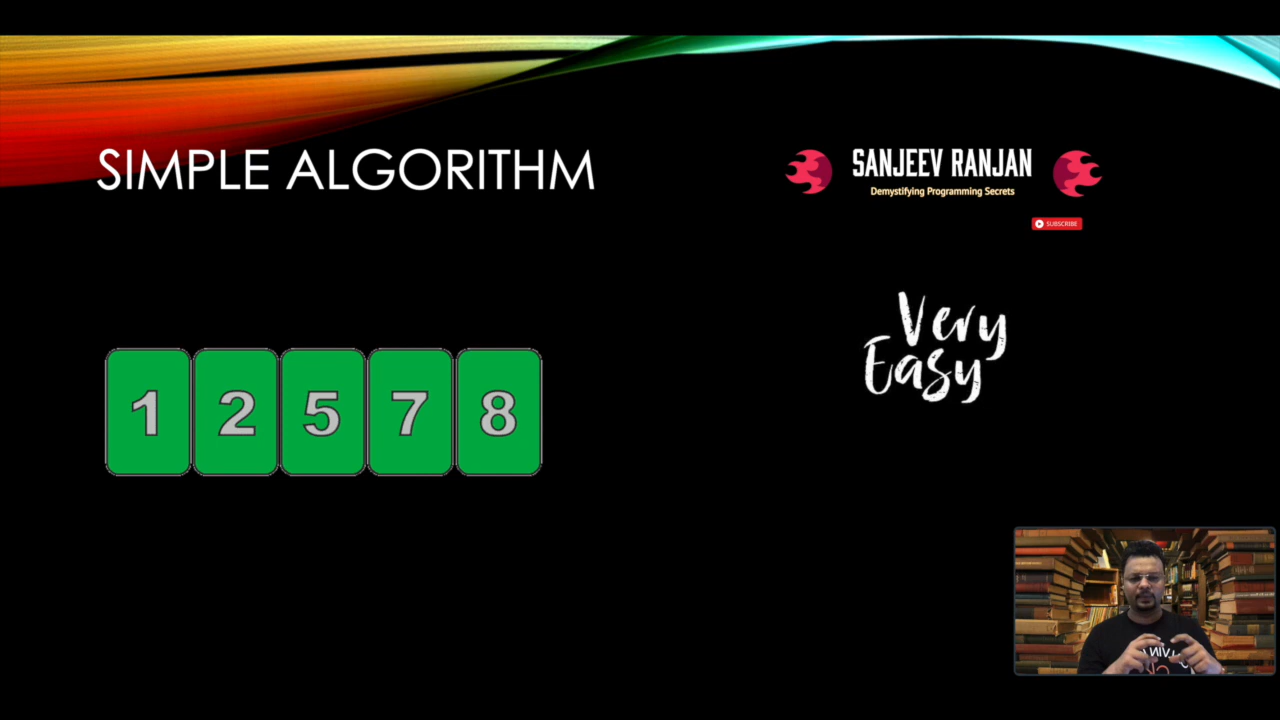 SIMPLE ALGORITHM
SANJEEV RANJAN
Demystifying Programming Secrets
SUBSCRIBE
Very
Easy
1 2 5 7 8